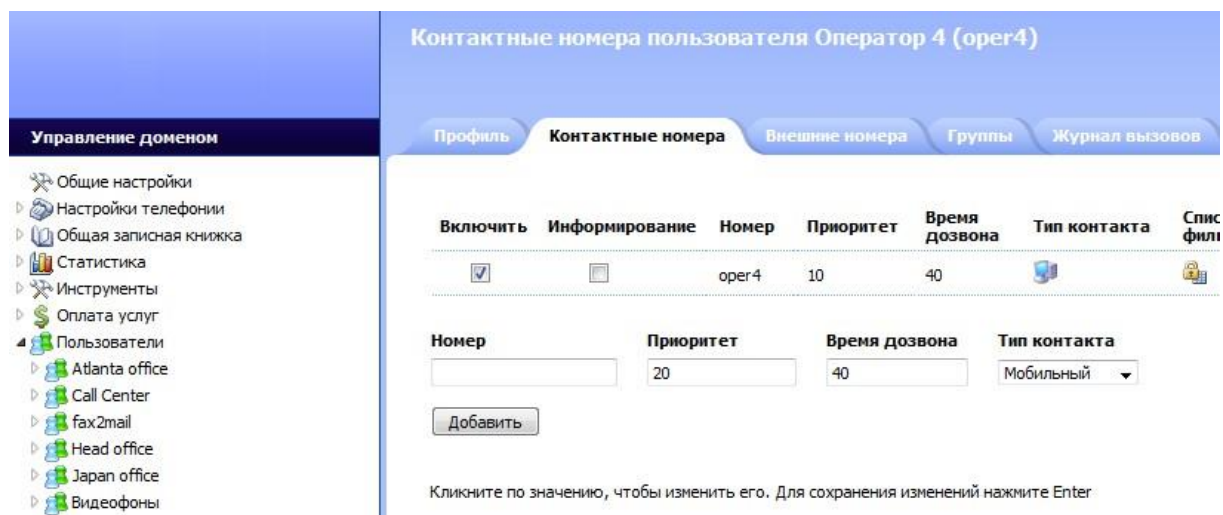 Контактные номера пользователя Оператор 4 (oper4)
Управление доменом
Общие настройки
Настройки телефонии
Общая записная книжка
Статистика
Инструменты
Оплата услуг
Пользователи
Atlanta office
Call Center
fax2mail
Head office
Japan office
Видеофоны
Профиль Контактные номера Внешние номера Группы Журнал вызовов
Включить Информирование Номер Приоритет Время дозвона Тип контакта
oper4 10 40
Номер Приоритет Время дозвона Тип контакта
20 40 Мобильный
Добавить
Кликните по значению, чтобы изменить его. Для сохранения изменений нажмите Enter